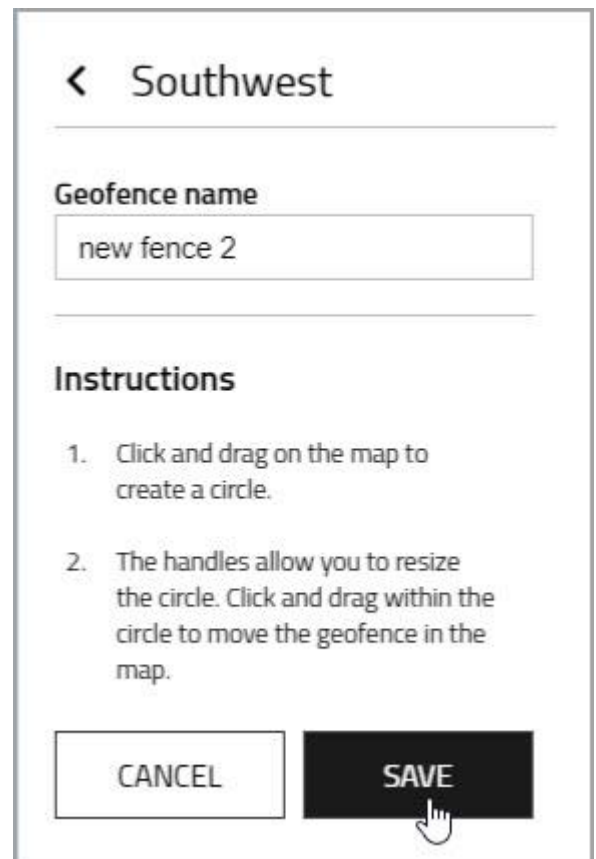 Southwest
Geofence name
new fence 2
Instructions
1. Click and drag on the map to
create a circle.
2. The handles allow you to resize
the circle. Click and drag within the
circle to move the geofence in the
map.
CANCEL SAVE